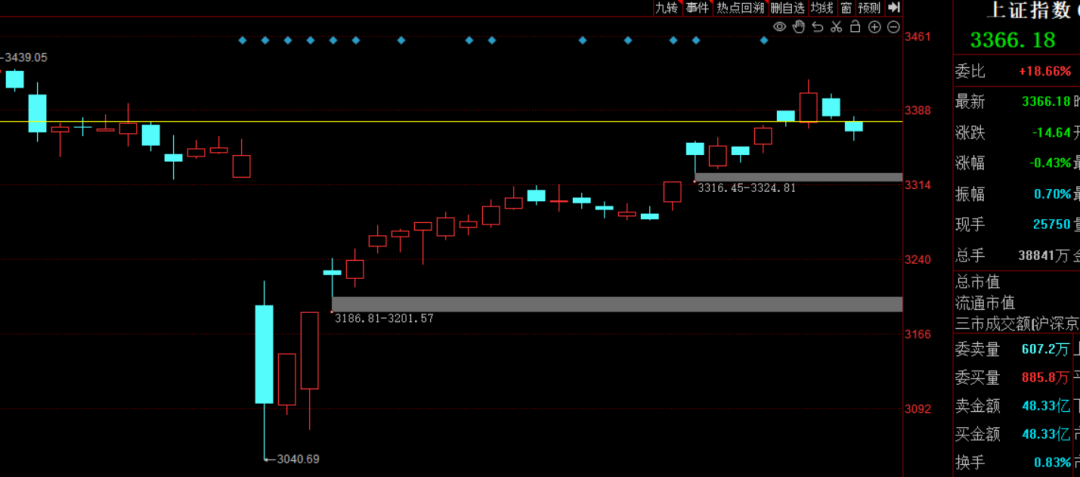 九转 事件 热点回溯 删自选 均线 窗 预测
上证指数
3366.18
3439.05
3461
3388
3314
3240
3166
3092
3316.45-3324.81
3186.81-3201.57
3040.69
委比 +18.66%
最新 3366.18
涨跌 -14.64
涨幅 -0.43%
振幅 0.70%
现手 25750
总手 38841万
总市值
流通市值
三市成交额(沪深京
委卖量 607.2万
委买量 885.8万
卖金额 48.33亿
买金额 48.33亿
换手 0.83%